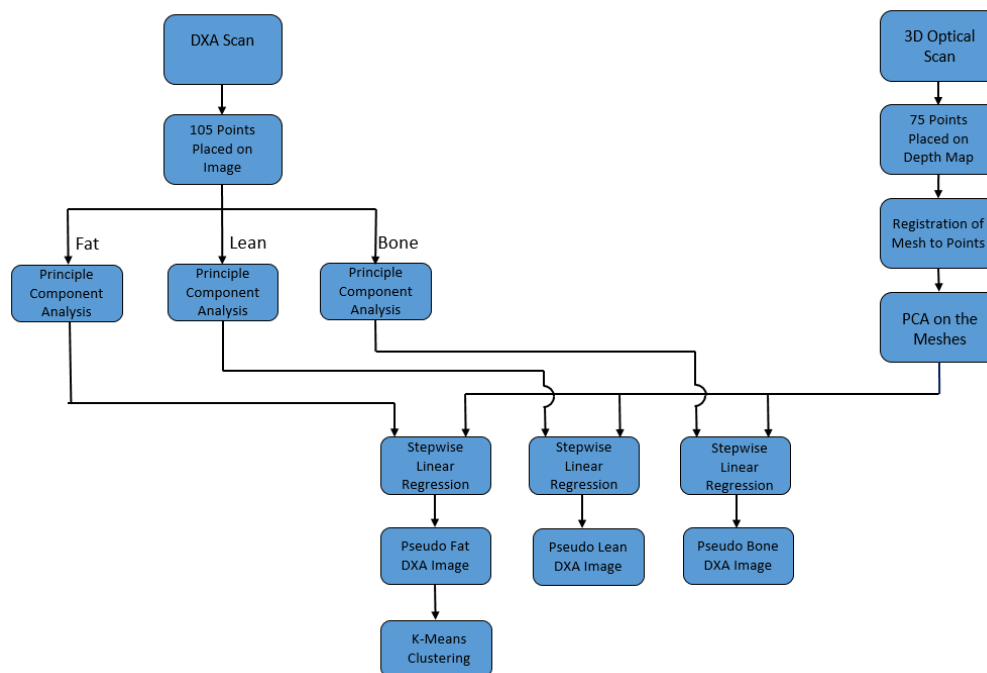 DXA Scan
3D Optical
Scan
105 Points
Placed on
Image
75 Points
Placed on
Depth Map
Fat
Lean
Bone
Registration of
Mesh to Points
Principle
Component
Analysis
Principle
Component
Analysis
Principle
Component
Analysis
PCA on the
Meshes
Stepwise
Linear
Regression
Stepwise
Linear
Regression
Stepwise
Linear
Regression
Pseudo Fat
DXA Image
Pseudo Lean
DXA Image
Pseudo Bone
DXA Image
K-Means
Clustering